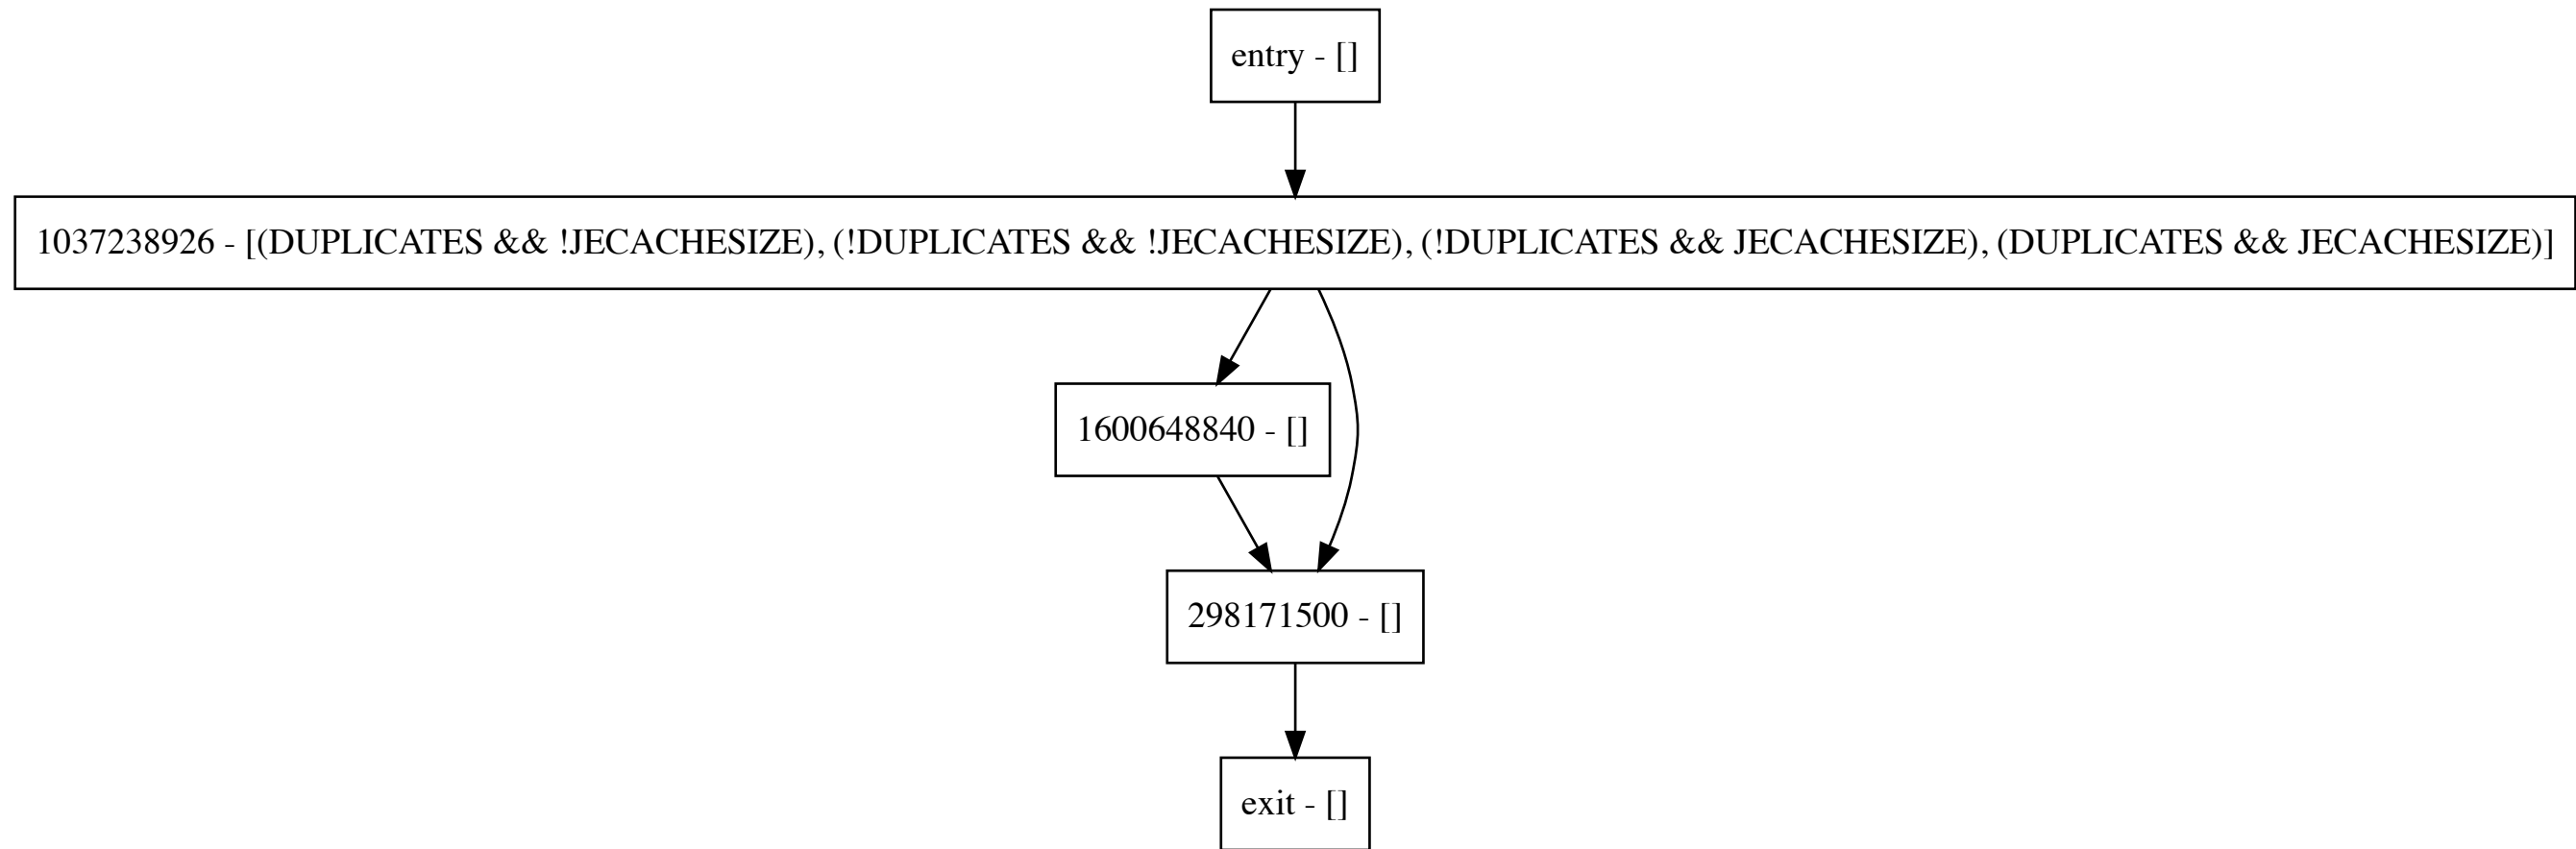 entry - []
1037238926 - [(DUPLICATES && !JECACHESIZE), (!DUPLICATES && !JECACHESIZE), (!DUPLICATES && JECACHESIZE), (DUPLICATES && JECACHESIZE)]
1600648840 - []
298171500 - []
exit - []